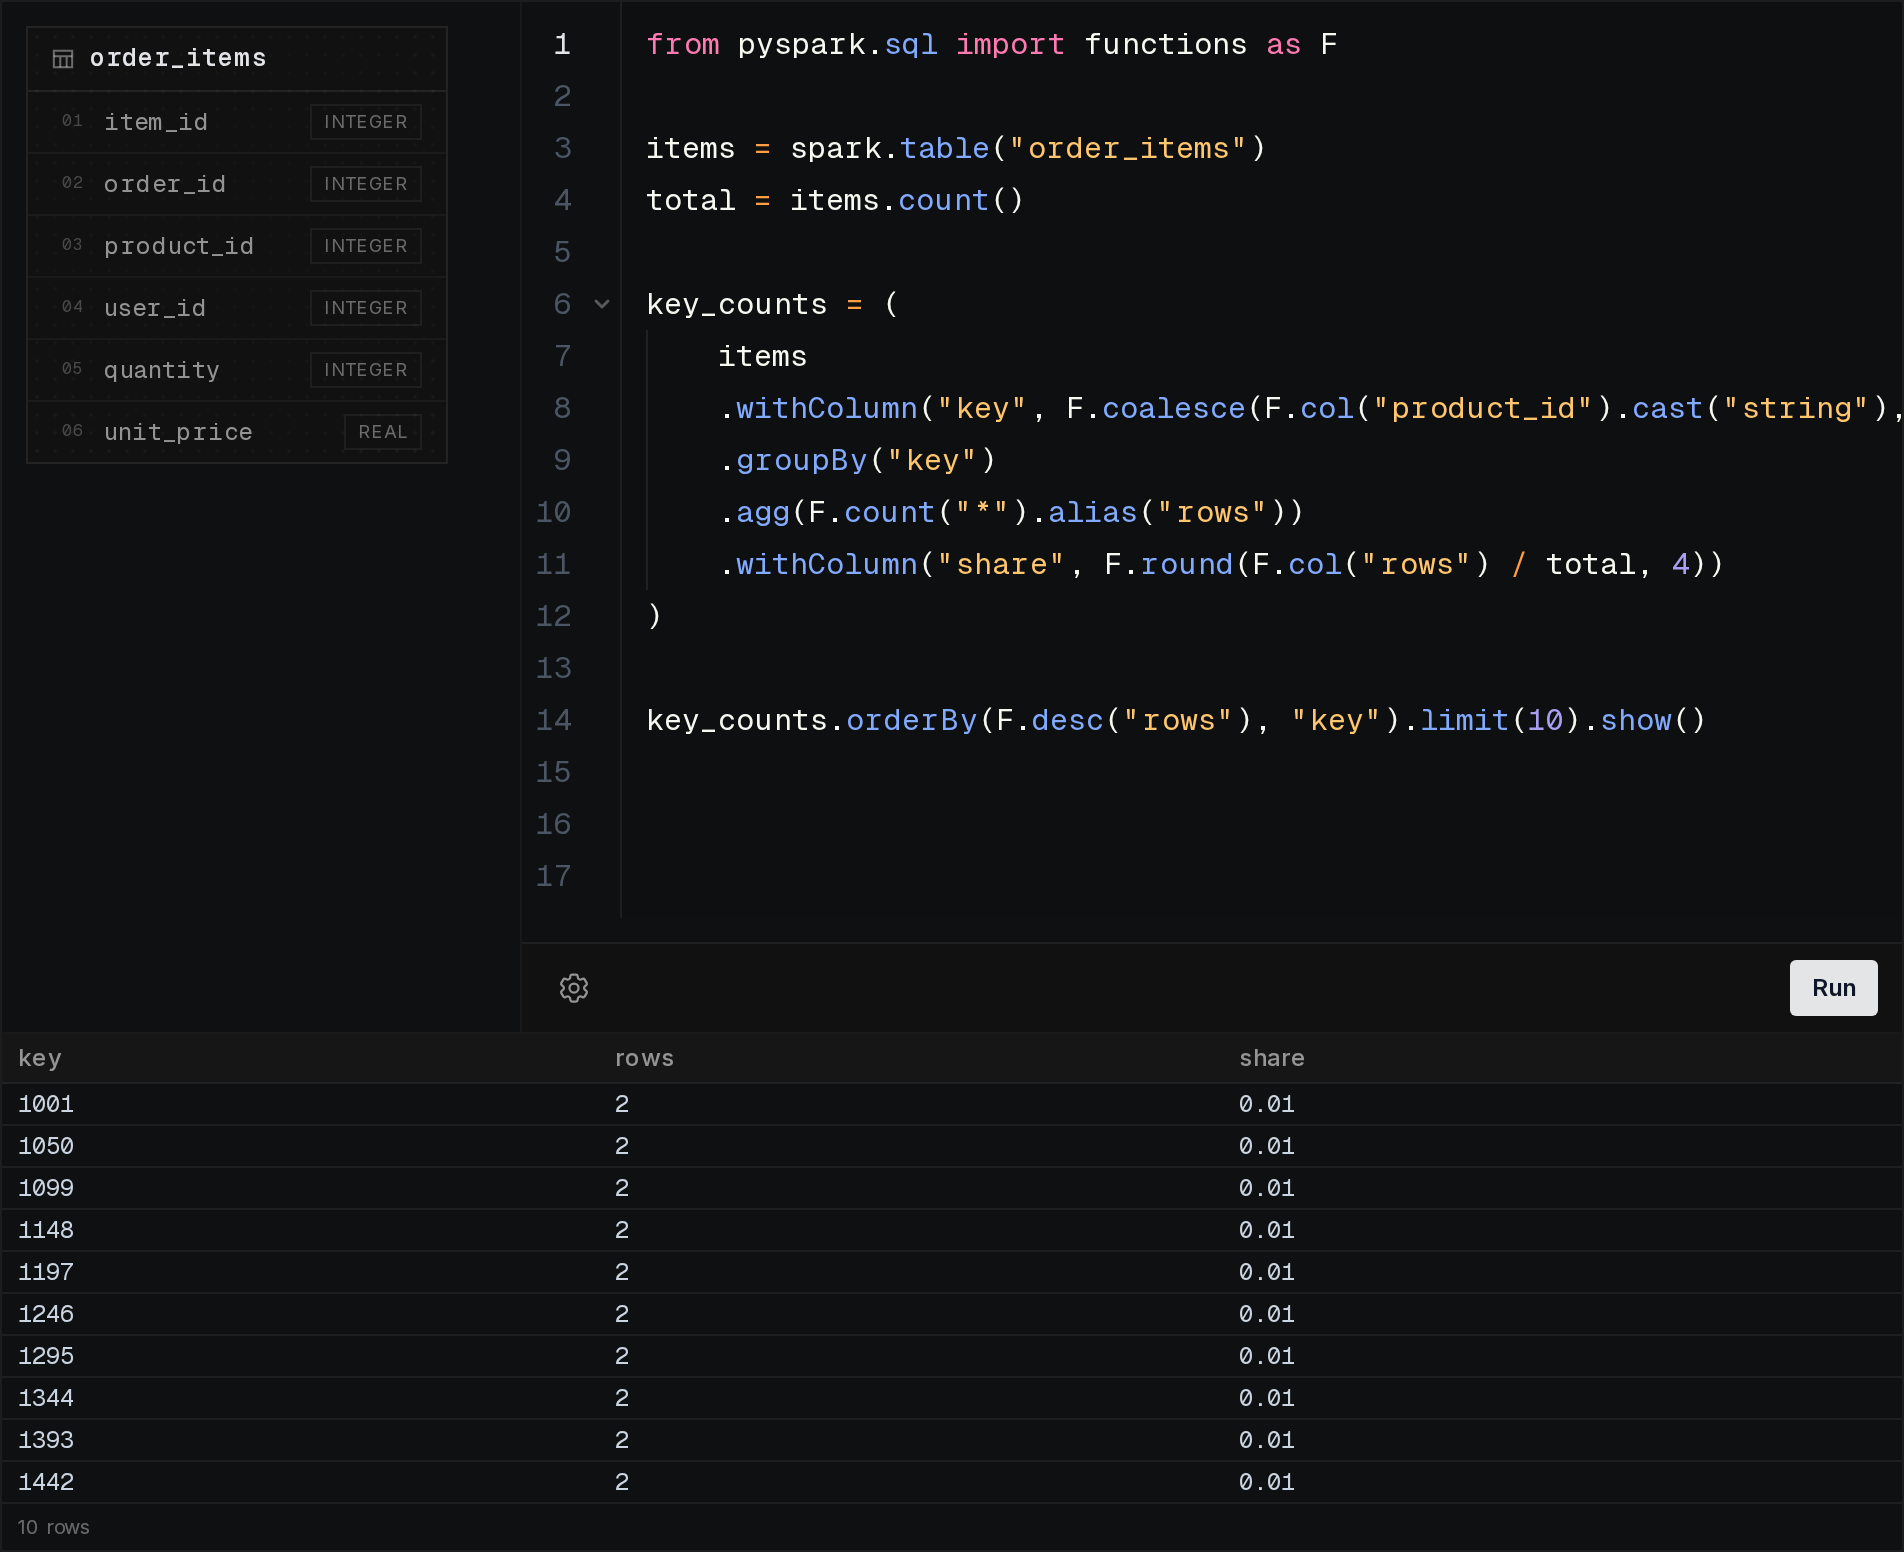 order_items
01 item_id INTEGER
02 order_id INTEGER
03 product_id INTEGER
04 user_id INTEGER
05 quantity INTEGER
06 unit_price REAL
1 from pyspark.sql import functions as F
2
3 items = spark.table("order_items")
4 total = items.count()
5
6 key_counts = (
7 items
8 .withColumn("key", F.coalesce(F.col("product_id").cast("string"),
9 .groupBy("key")
10 .agg(F.count("*").alias("rows"))
11 .withColumn("share", F.round(F.col("rows") / total, 4))
12 )
13
14 key_counts.orderBy(F.desc("rows"), "key").limit(10).show()
15
16
17
Run
key rows share
1001 2 0.01
1050 2 0.01
1099 2 0.01
1148 2 0.01
1197 2 0.01
1246 2 0.01
1295 2 0.01
1344 2 0.01
1393 2 0.01
1442 2 0.01
10 rows